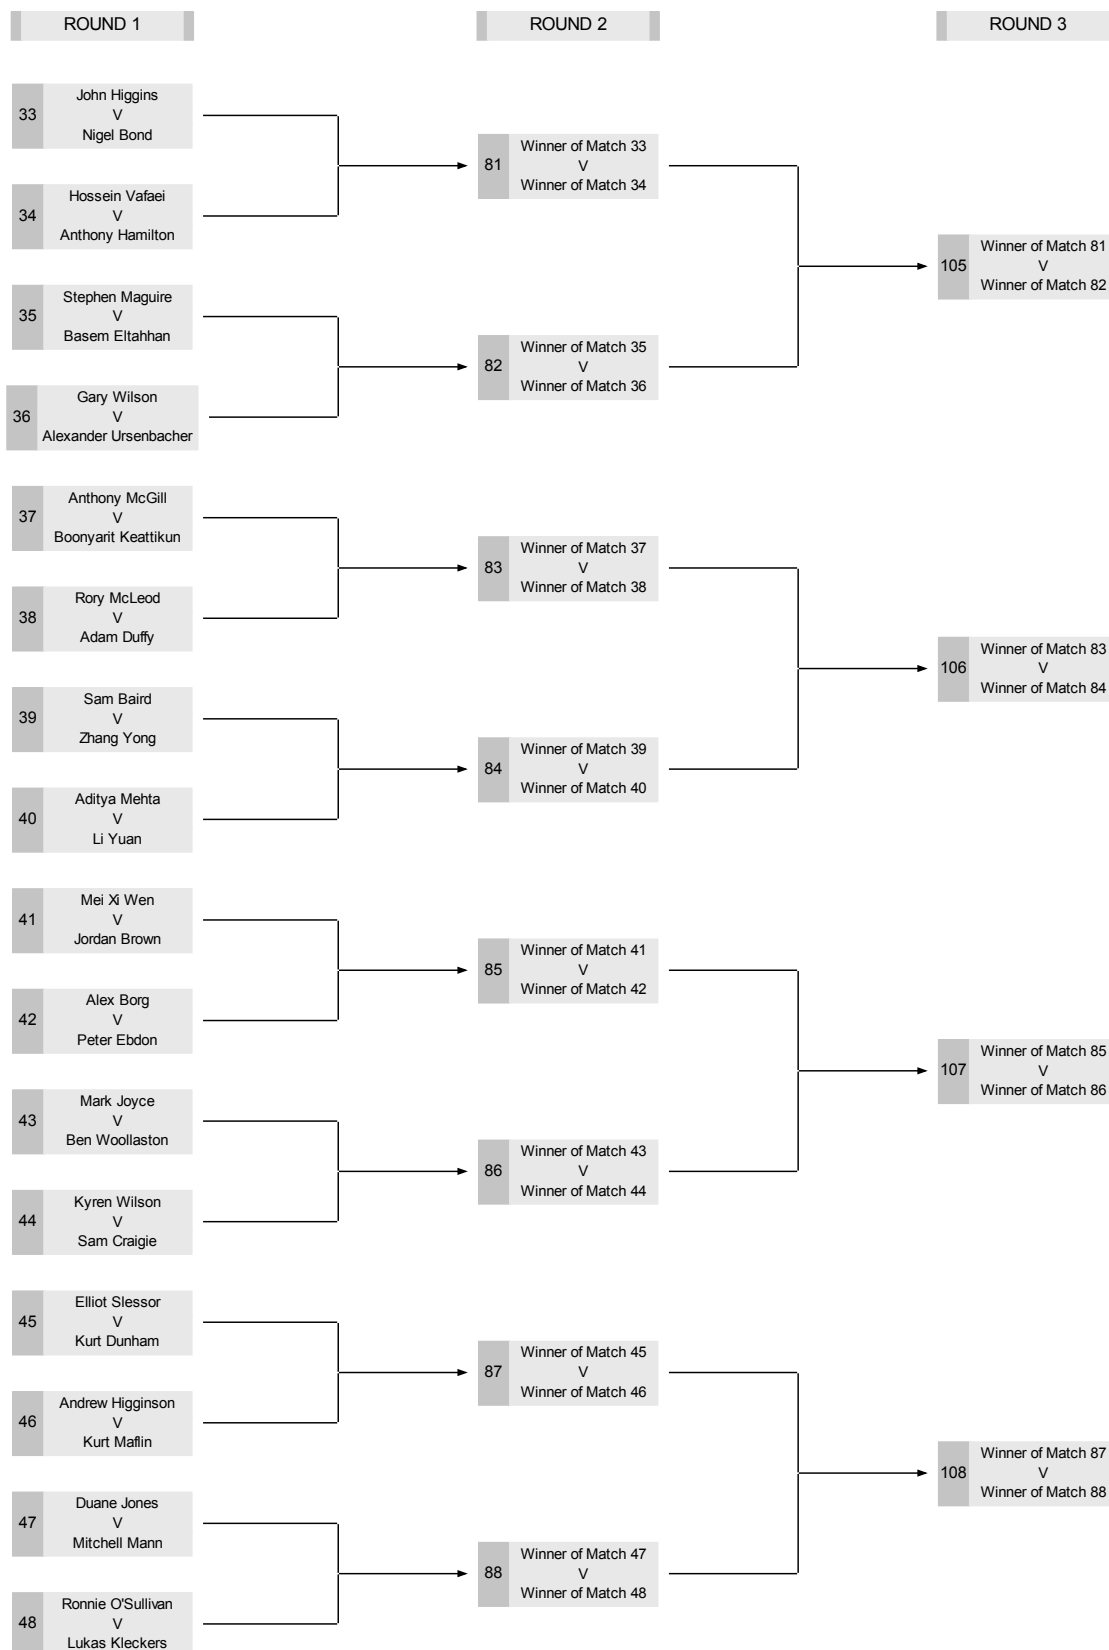 ROUND 1
ROUND 2
ROUND 3
33
John Higgins
V
Nigel Bond
34
Hossein Vafaei
V
Anthony Hamilton
35
Stephen Maguire
V
Basem Eltahhan
36
Gary Wilson
V
Alexander Ursenbacher
37
Anthony McGill
V
Boonyarit Keattikun
38
Rory McLeod
V
Adam Duffy
39
Sam Baird
V
Zhang Yong
40
Aditya Mehta
V
Li Yuan
41
Mei Xi Wen
V
Jordan Brown
42
Alex Borg
V
Peter Ebdon
43
Mark Joyce
V
Ben Woollaston
44
Kyren Wilson
V
Sam Craigie
45
Elliot Slessor
V
Kurt Dunham
46
Andrew Higginson
V
Kurt Maflin
47
Duane Jones
V
Mitchell Mann
48
Ronnie O'Sullivan
V
Lukas Kleckers
81
Winner of Match 33
V
Winner of Match 34
82
Winner of Match 35
V
Winner of Match 36
83
Winner of Match 37
V
Winner of Match 38
84
Winner of Match 39
V
Winner of Match 40
85
Winner of Match 41
V
Winner of Match 42
86
Winner of Match 43
V
Winner of Match 44
87
Winner of Match 45
V
Winner of Match 46
88
Winner of Match 47
V
Winner of Match 48
105
Winner of Match 81
V
Winner of Match 82
106
Winner of Match 83
V
Winner of Match 84
107
Winner of Match 85
V
Winner of Match 86
108
Winner of Match 87
V
Winner of Match 88